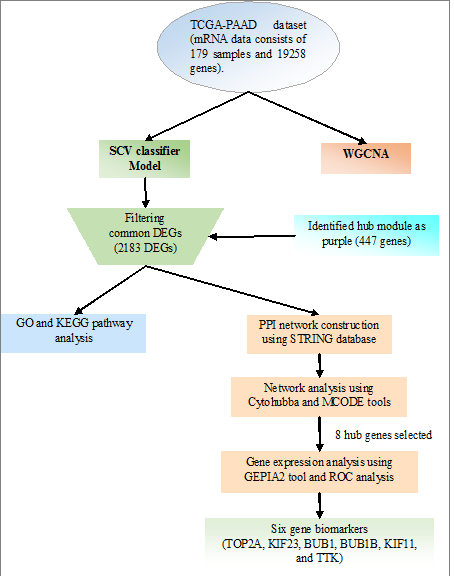 TCGA-PAAD dataset
(mRNA data consists of
179 samples and 19258
genes).
SCV classifier
Model
WGCNA
Filtering
common DEGs
(2183 DEGs)
Identified hub module as
purple (447 genes)
GO and KEGG pathway
analysis
PPI network construction
using STRING database
Network analysis using
Cytohubba and MCODE tools
8 hub genes selected
Gene expression analysis using
GEPIA2 tool and ROC analysis
Six gene biomarkers
(TOP2A, KIF23, BUB1, BUB1B, KIF11,
and TTK)